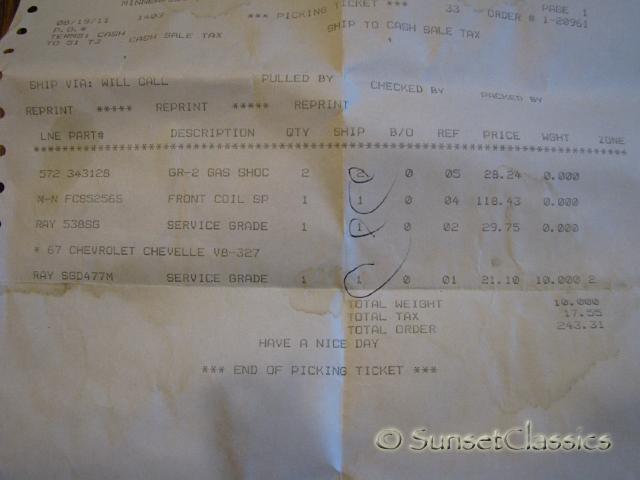 *** PICKING TICKET *** 33 PAGE 1
08/19/11 1403 ORDER # 1-20961
P.O.#
TERMS: CASH CASH SALE TAX SHIP TO CASH SALE TAX
TO 51 TJ
SHIP VIA: WILL CALL PULLED BY CHECKED BY PACKED BY
REPRINT ***** REPRINT ***** REPRINT
LNE PART# DESCRIPTION QTY SHIP B/O REF PRICE WGHT ZONE
572 343128 GR-2 GAS SHOC 2 2 0 05 28.24 0.000
M-N FCS5256S FRONT COIL SP 1 1 0 04 118.43 0.000
RAY 538SG SERVICE GRADE 1 1 0 02 29.75 0.000
* 67 CHEVROLET CHEVELLE V8-327
RAY SGD477M SERVICE GRADE 1 1 0 01 21.10 10.000 2
TOTAL WEIGHT 10.000
TOTAL TAX 17.55
TOTAL ORDER 243.31
HAVE A NICE DAY
*** END OF PICKING TICKET ***
© SunsetClassics